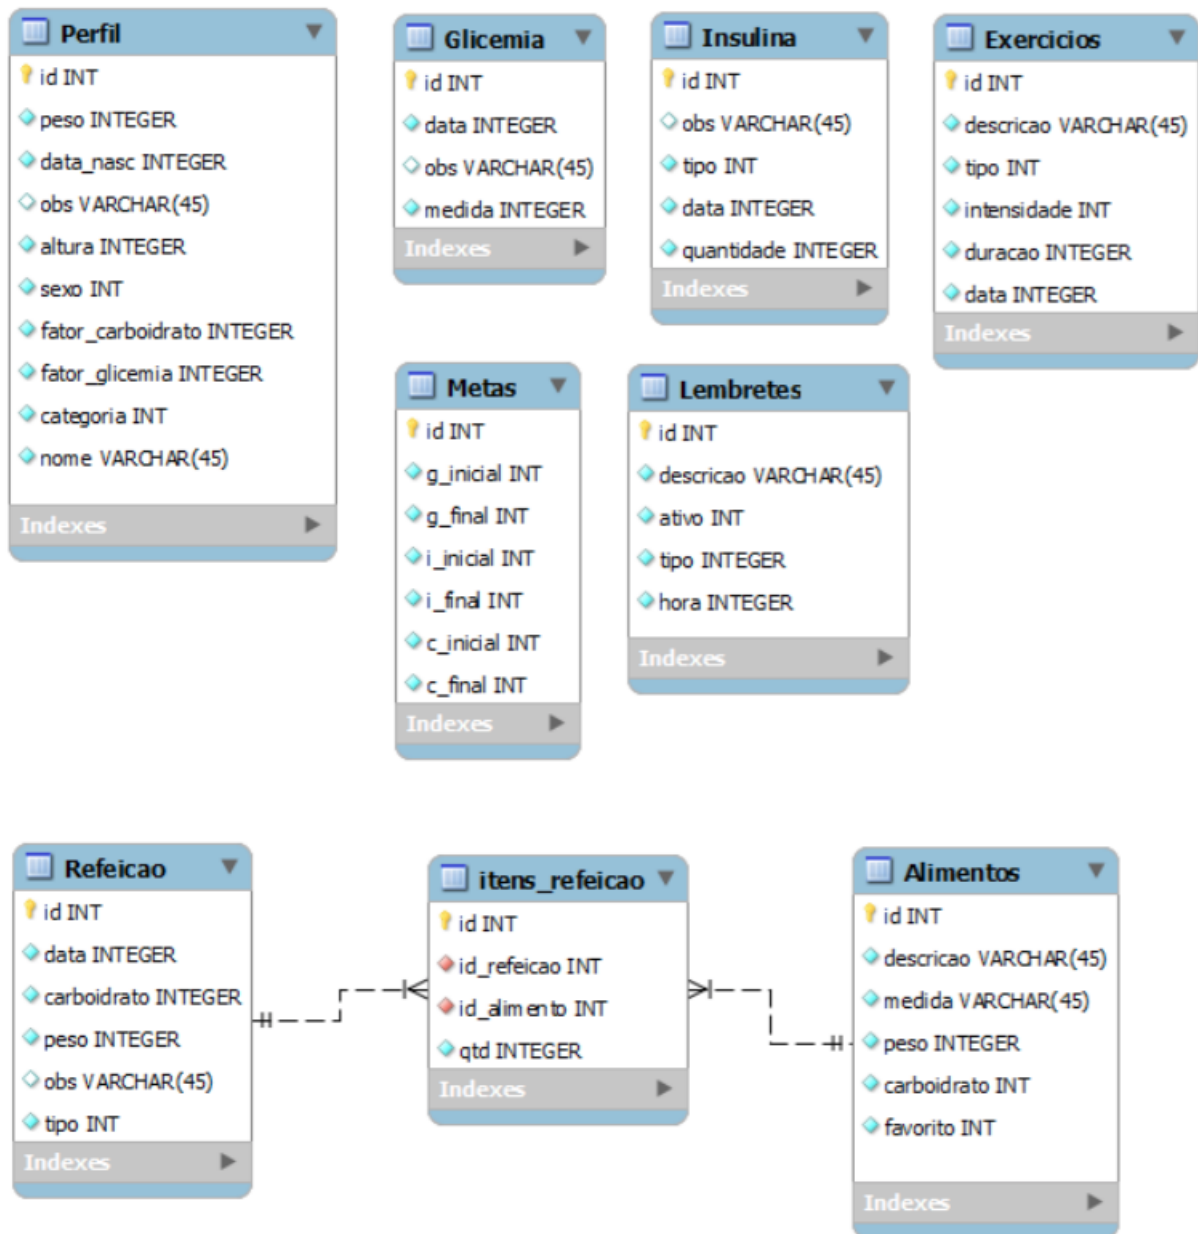 Perfil
id INT
peso INTEGER
data_nasc INTEGER
obs VARCHAR(45)
altura INTEGER
sexo INT
fator_carboidrato INTEGER
fator_glicemia INTEGER
categoria INT
nome VARCHAR(45)
Indexes
Glicemia
id INT
data INTEGER
obs VARCHAR(45)
medida INTEGER
Indexes
Insulina
id INT
obs VARCHAR(45)
tipo INT
data INTEGER
quantidade INTEGER
Indexes
Exercicios
id INT
descricao VARCHAR(45)
tipo INT
intensidade INT
duracao INTEGER
data INTEGER
Indexes
Metas
id INT
g_inicial INT
g_final INT
i_inicial INT
i_final INT
c_inicial INT
c_final INT
Indexes
Lembretes
id INT
descricao VARCHAR(45)
ativo INT
tipo INTEGER
hora INTEGER
Indexes
Refeicao
id INT
data INTEGER
carboidrato INTEGER
peso INTEGER
obs VARCHAR(45)
tipo INT
Indexes
itens_refeicao
id INT
id_refeicao INT
id_alimento INT
qtd INTEGER
Indexes
Alimentos
id INT
descricao VARCHAR(45)
medida VARCHAR(45)
peso INTEGER
carboidrato INT
favorito INT
Indexes